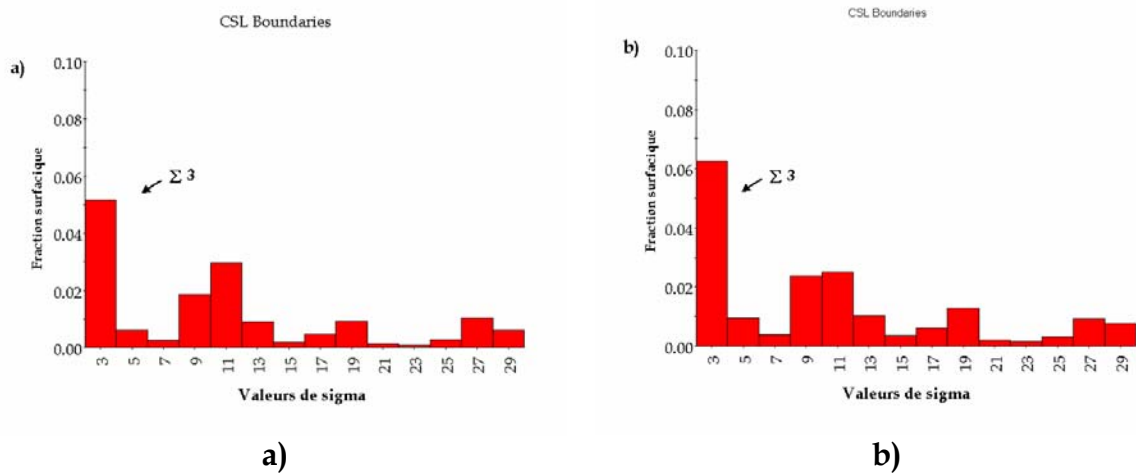 CSL Boundaries
a)
0.10
0.08
0.06
0.04
0.02
0.00
Fraction surfacique
Σ 3
3 5 7 9 11 13 15 17 19 21 23 25 27 29
Valeurs de sigma
a)
CSL Boundaries
b)
0.10
0.08
0.06
0.04
0.02
0.00
Fraction surfacique
Σ 3
3 5 7 9 11 13 15 17 19 21 23 25 27 29
Valeurs de sigma
b)